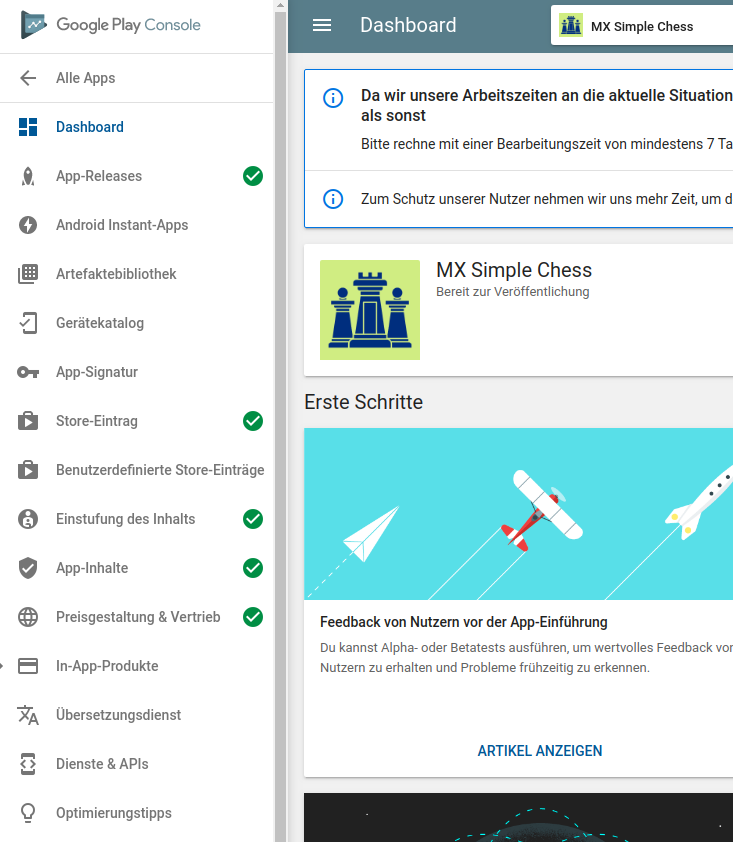 Google Play Console
Alle Apps
Dashboard
App-Releases
Android Instant-Apps
Artefaktebibliothek
Gerätekatalog
App-Signatur
Store-Eintrag
Benutzerdefinierte Store-Einträge
Einstufung des Inhalts
App-Inhalte
Preisgestaltung & Vertrieb
In-App-Produkte
Übersetzungsdienst
Dienste & APIs
Optimierungstipps
Dashboard
MX Simple Chess
Da wir unsere Arbeitszeiten an die aktuelle Situation
als sonst
Bitte rechne mit einer Bearbeitungszeit von mindestens 7 Ta
Zum Schutz unserer Nutzer nehmen wir uns mehr Zeit, um d
MX Simple Chess
Bereit zur Veröffentlichung
Erste Schritte
Feedback von Nutzern vor der App-Einführung
Du kannst Alpha- oder Betatests ausführen, um wertvolles Feedback von
Nutzern zu erhalten und Probleme frühzeitig zu erkennen.
ARTIKEL ANZEIGEN